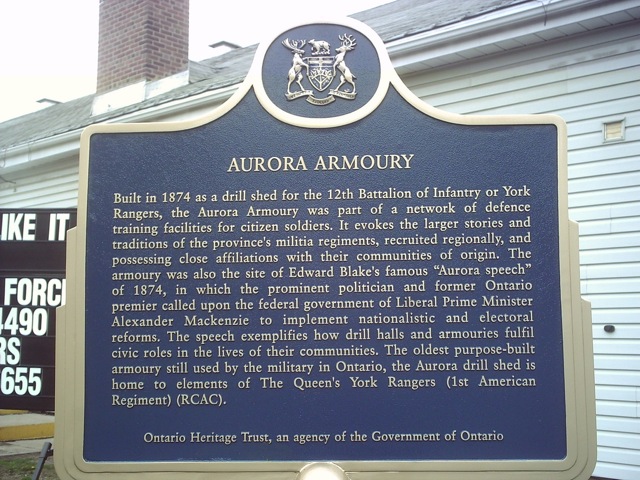 AURORA ARMOURY
Built in 1874 as a drill shed for the 12th Battalion of Infantry or York
Rangers, the Aurora Armoury was part of a network of defence
training facilities for citizen soldiers. It evokes the larger stories and
traditions of the province's militia regiments, recruited regionally, and
possessing close affiliations with their communities of origin. The
armoury was also the site of Edward Blake's famous “Aurora speech”
of 1874, in which the prominent politician and former Ontario
premier called upon the federal government of Liberal Prime Minister
Alexander Mackenzie to implement nationalistic and electoral
reforms. The speech exemplifies how drill halls and armouries fulfil
civic roles in the lives of their communities. The oldest purpose-built
armoury still used by the military in Ontario, the Aurora drill shed is
home to elements of The Queen's York Rangers (1st American
Regiment) (RCAC).
Ontario Heritage Trust, an agency of the Government of Ontario
IKE IT
FORC
4490
RS
655